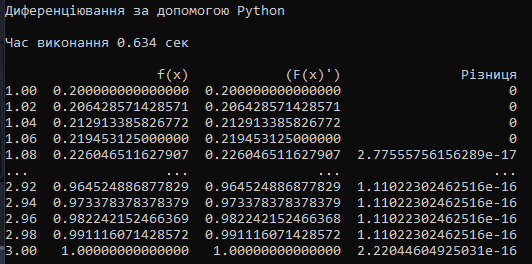 Диференціювання за допомогою Python
Час виконання 0.634 сек
f(x) (F(x)') Різниця
1.00 0.200000000000000 0.200000000000000 0
1.02 0.206428571428571 0.206428571428571 0
1.04 0.212913385826772 0.212913385826772 0
1.06 0.219453125000000 0.219453125000000 0
1.08 0.226046511627907 0.226046511627907 2.77555756156289e-17
... ... ... ...
2.92 0.964524886877829 0.964524886877829 1.11022302462516e-16
2.94 0.973378378378379 0.973378378378378 1.11022302462516e-16
2.96 0.982242152466369 0.982242152466368 1.11022302462516e-16
2.98 0.991116071428572 0.991116071428572 1.11022302462516e-16
3.00 1.00000000000000 1.00000000000000 2.22044604925031e-16